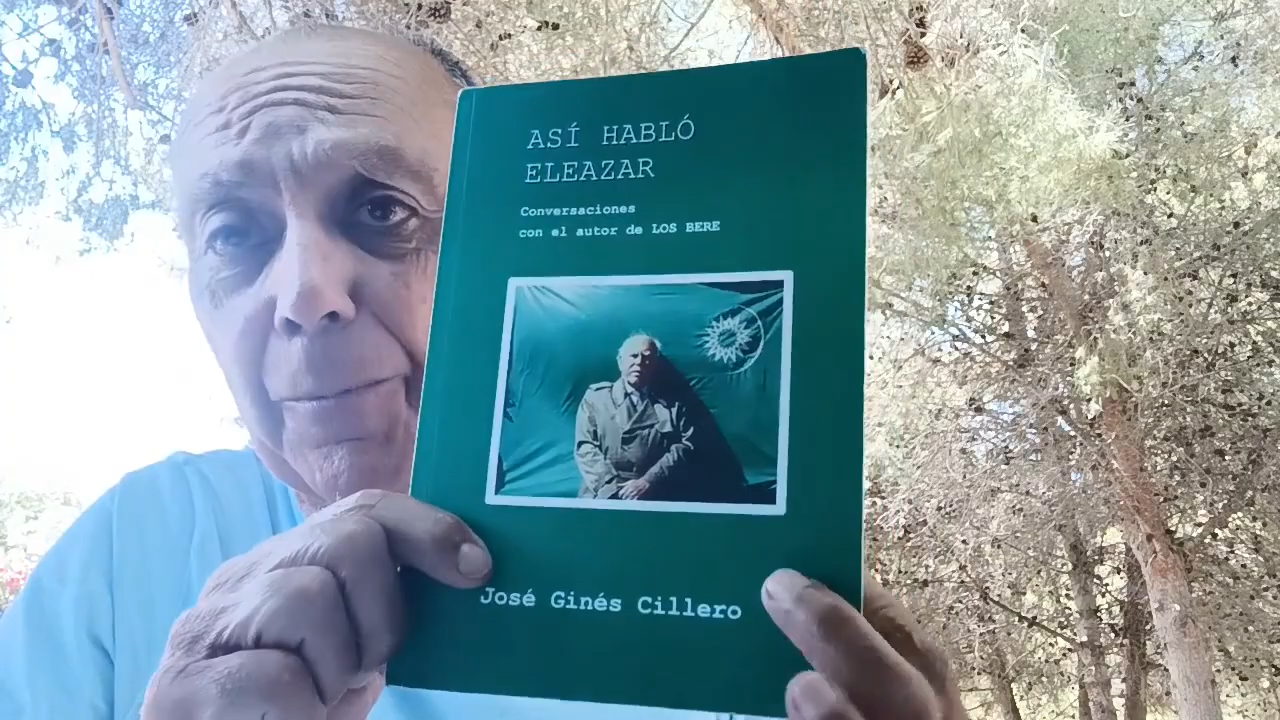 ASÍ HABLÓ
ELEAZAR
Conversaciones
con el autor de LOS BERE
José Ginés Cillero